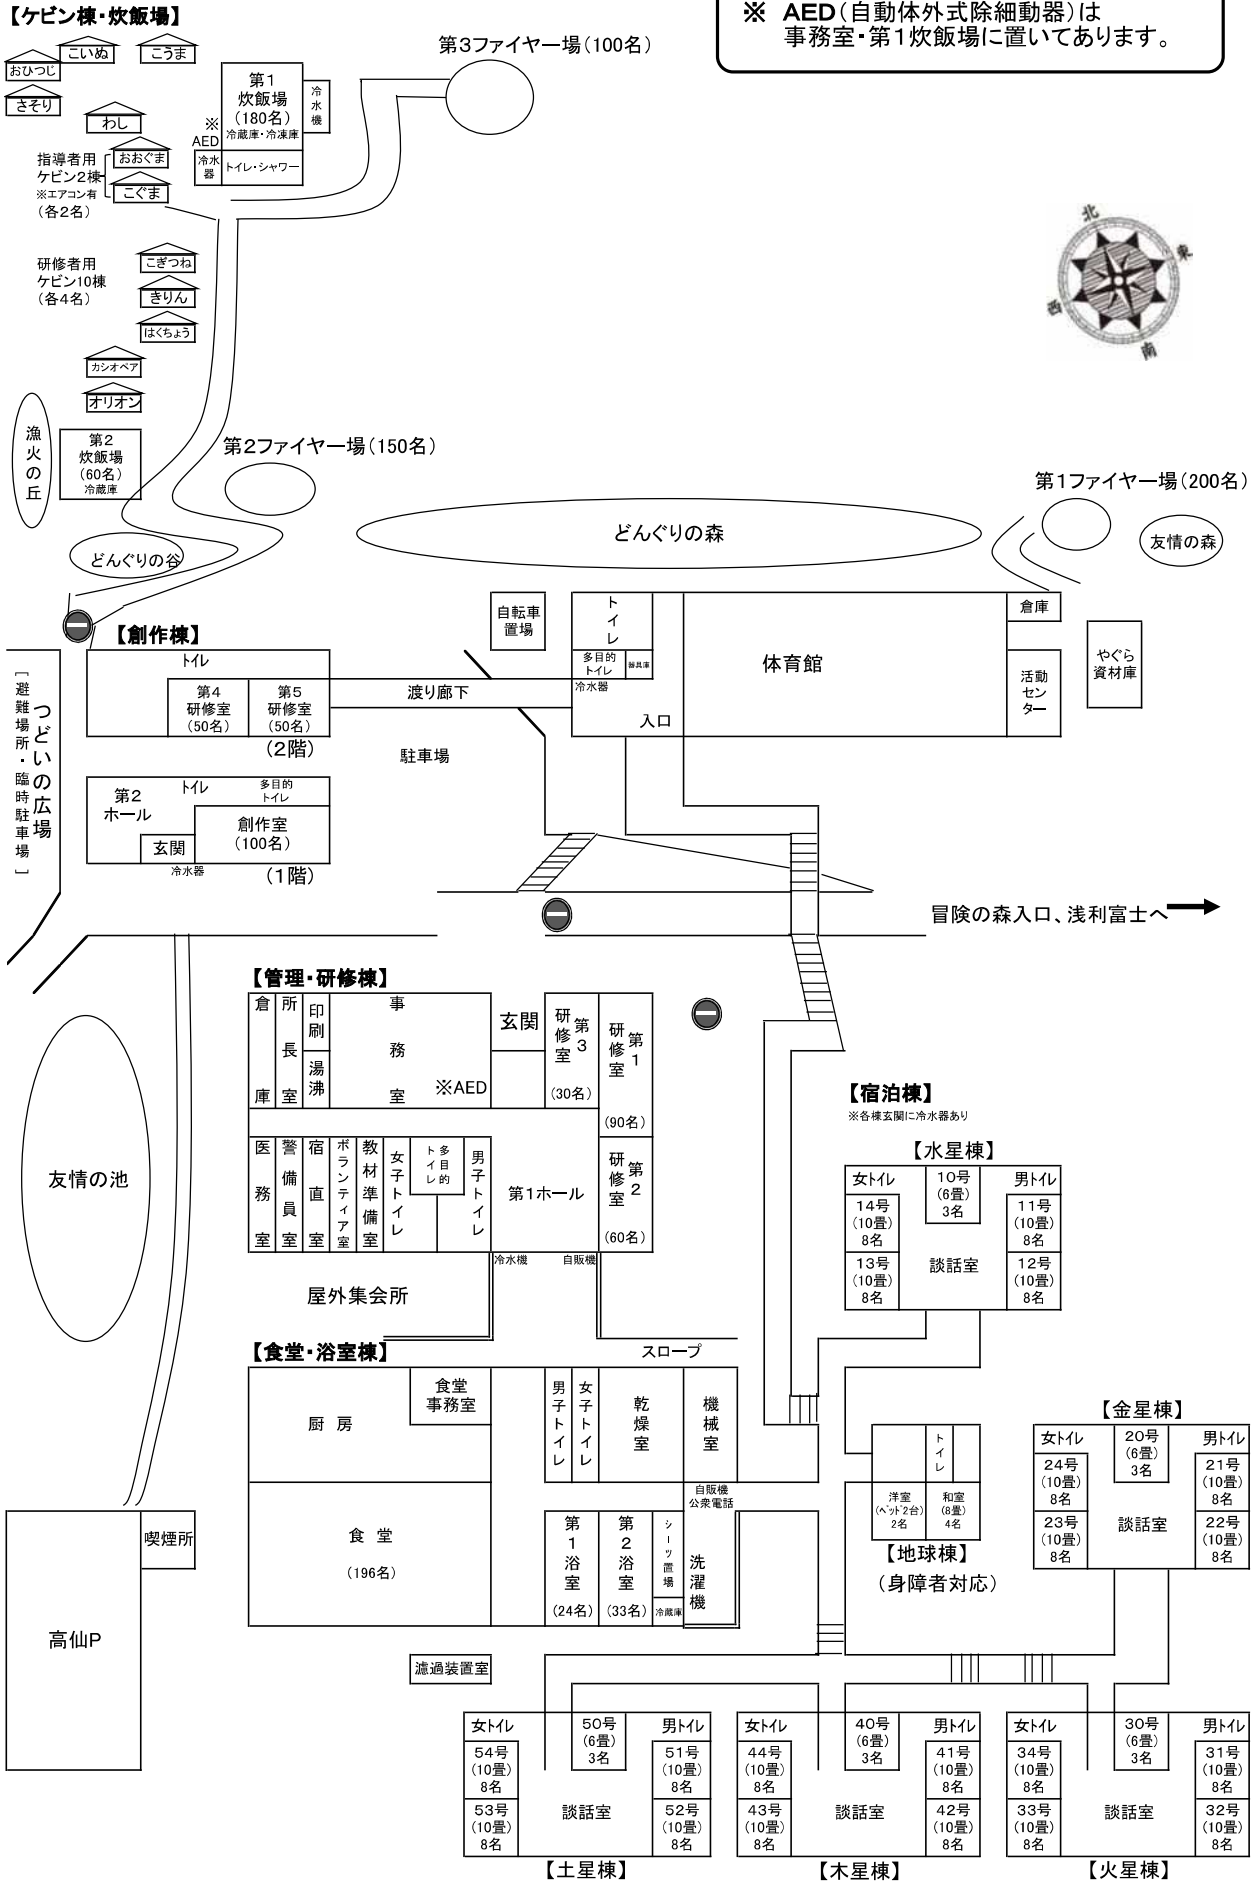 【ケビン棟・炊飯場】
※ AED（自動体外式除細動器）は
事務室・第1炊飯場に置いてあります。
おひつじ
こいぬ
こうま
さそり
わし
指導者用
ケビン2棟
※エアコン有
（各2名）
おおぐま
こぐま
第1
炊飯場
（180名）
冷蔵庫・冷凍庫
冷水機
※
AED
冷水器
トイレ・シャワー
第3ファイヤー場（100名）
北
東
西
南
研修者用
ケビン10棟
（各4名）
こぎつね
きりん
はくちょう
カシオペア
オリオン
漁火の丘
第2
炊飯場
（60名）
冷蔵庫
第2ファイヤー場（150名）
どんぐりの谷
どんぐりの森
第1ファイヤー場（200名）
友情の森
【創作棟】
トイレ
第4
研修室
（50名）
第5
研修室
（50名）
（2階）
渡り廊下
自転車
置場
トイレ
多目的
トイレ
器具庫
冷水器
入口
体育館
倉庫
活動
セン
ター
やぐら
資材庫
つどいの広場
［避難場所・臨時駐車場］
駐車場
第2
ホール
トイレ
多目的
トイレ
玄関
創作室
（100名）
冷水器
（1階）
冒険の森入口、浅利富士へ
【管理・研修棟】
倉庫
所長室
印刷
湯沸
事務室
※AED
玄関
第3
研修室
（30名）
第1
研修室
（90名）
医務室
警備員室
宿直室
ボランティア室
教材準備室
女子トイレ
多目的
トイレ
男子トイレ
第1ホール
第2
研修室
（60名）
冷水機
自販機
屋外集会所
友情の池
【宿泊棟】
※各棟玄関に冷水器あり
【水星棟】
女トイレ
10号
（6畳）
3名
男トイレ
14号
（10畳）
8名
11号
（10畳）
8名
13号
（10畳）
8名
談話室
12号
（10畳）
8名
【食堂・浴室棟】
スロープ
厨房
食堂
事務室
男子トイレ
女子トイレ
乾燥室
機械室
自販機
公衆電話
食堂
（196名）
第1浴室
（24名）
第2浴室
（33名）
シーツ置場
冷蔵庫
洗濯機
濾過装置室
喫煙所
高仙P
トイレ
洋室
（ベット2台）
2名
和室
（8畳）
4名
【地球棟】
（身障者対応）
【金星棟】
女トイレ
20号
（6畳）
3名
男トイレ
24号
（10畳）
8名
21号
（10畳）
8名
23号
（10畳）
8名
談話室
22号
（10畳）
8名
女トイレ
50号
（6畳）
3名
男トイレ
54号
（10畳）
8名
51号
（10畳）
8名
53号
（10畳）
8名
談話室
52号
（10畳）
8名
【土星棟】
女トイレ
40号
（6畳）
3名
男トイレ
44号
（10畳）
8名
41号
（10畳）
8名
43号
（10畳）
8名
談話室
42号
（10畳）
8名
【木星棟】
女トイレ
30号
（6畳）
3名
男トイレ
34号
（10畳）
8名
31号
（10畳）
8名
33号
（10畳）
8名
談話室
32号
（10畳）
8名
【火星棟】